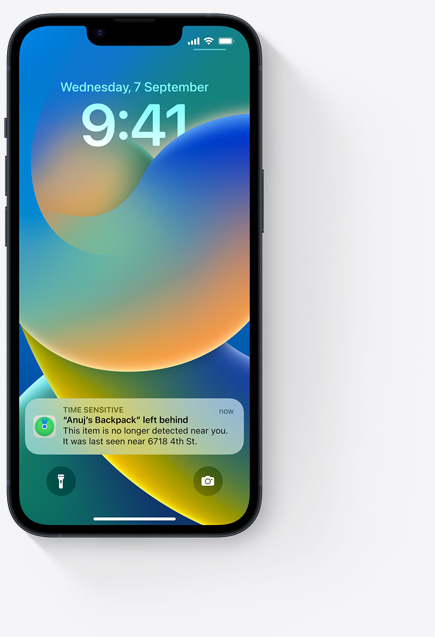 Wednesday, 7 September
9:41
TIME SENSITIVE now
“Anuj’s Backpack” left behind
This item is no longer detected near you.
It was last seen near 6718 4th St.